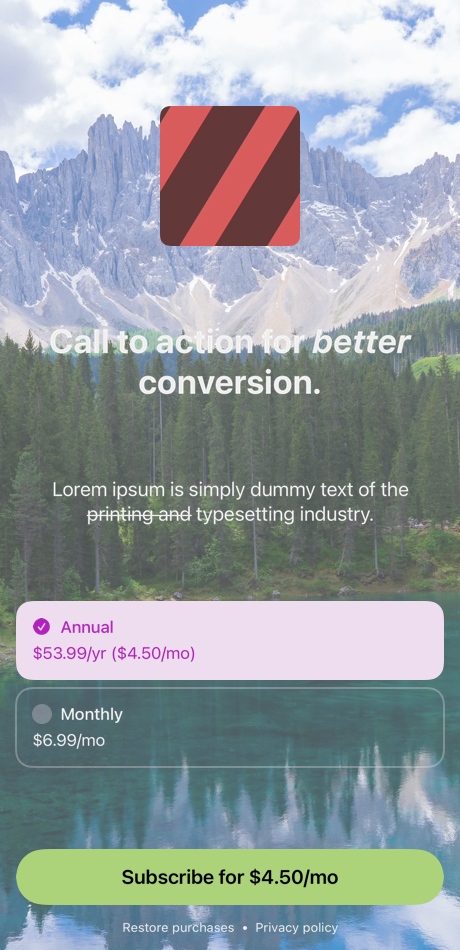 Call to action for better
conversion.
Lorem ipsum is simply dummy text of the
printing and typesetting industry.
Annual
$53.99/yr ($4.50/mo)
Monthly
$6.99/mo
Subscribe for $4.50/mo
Restore purchases • Privacy policy